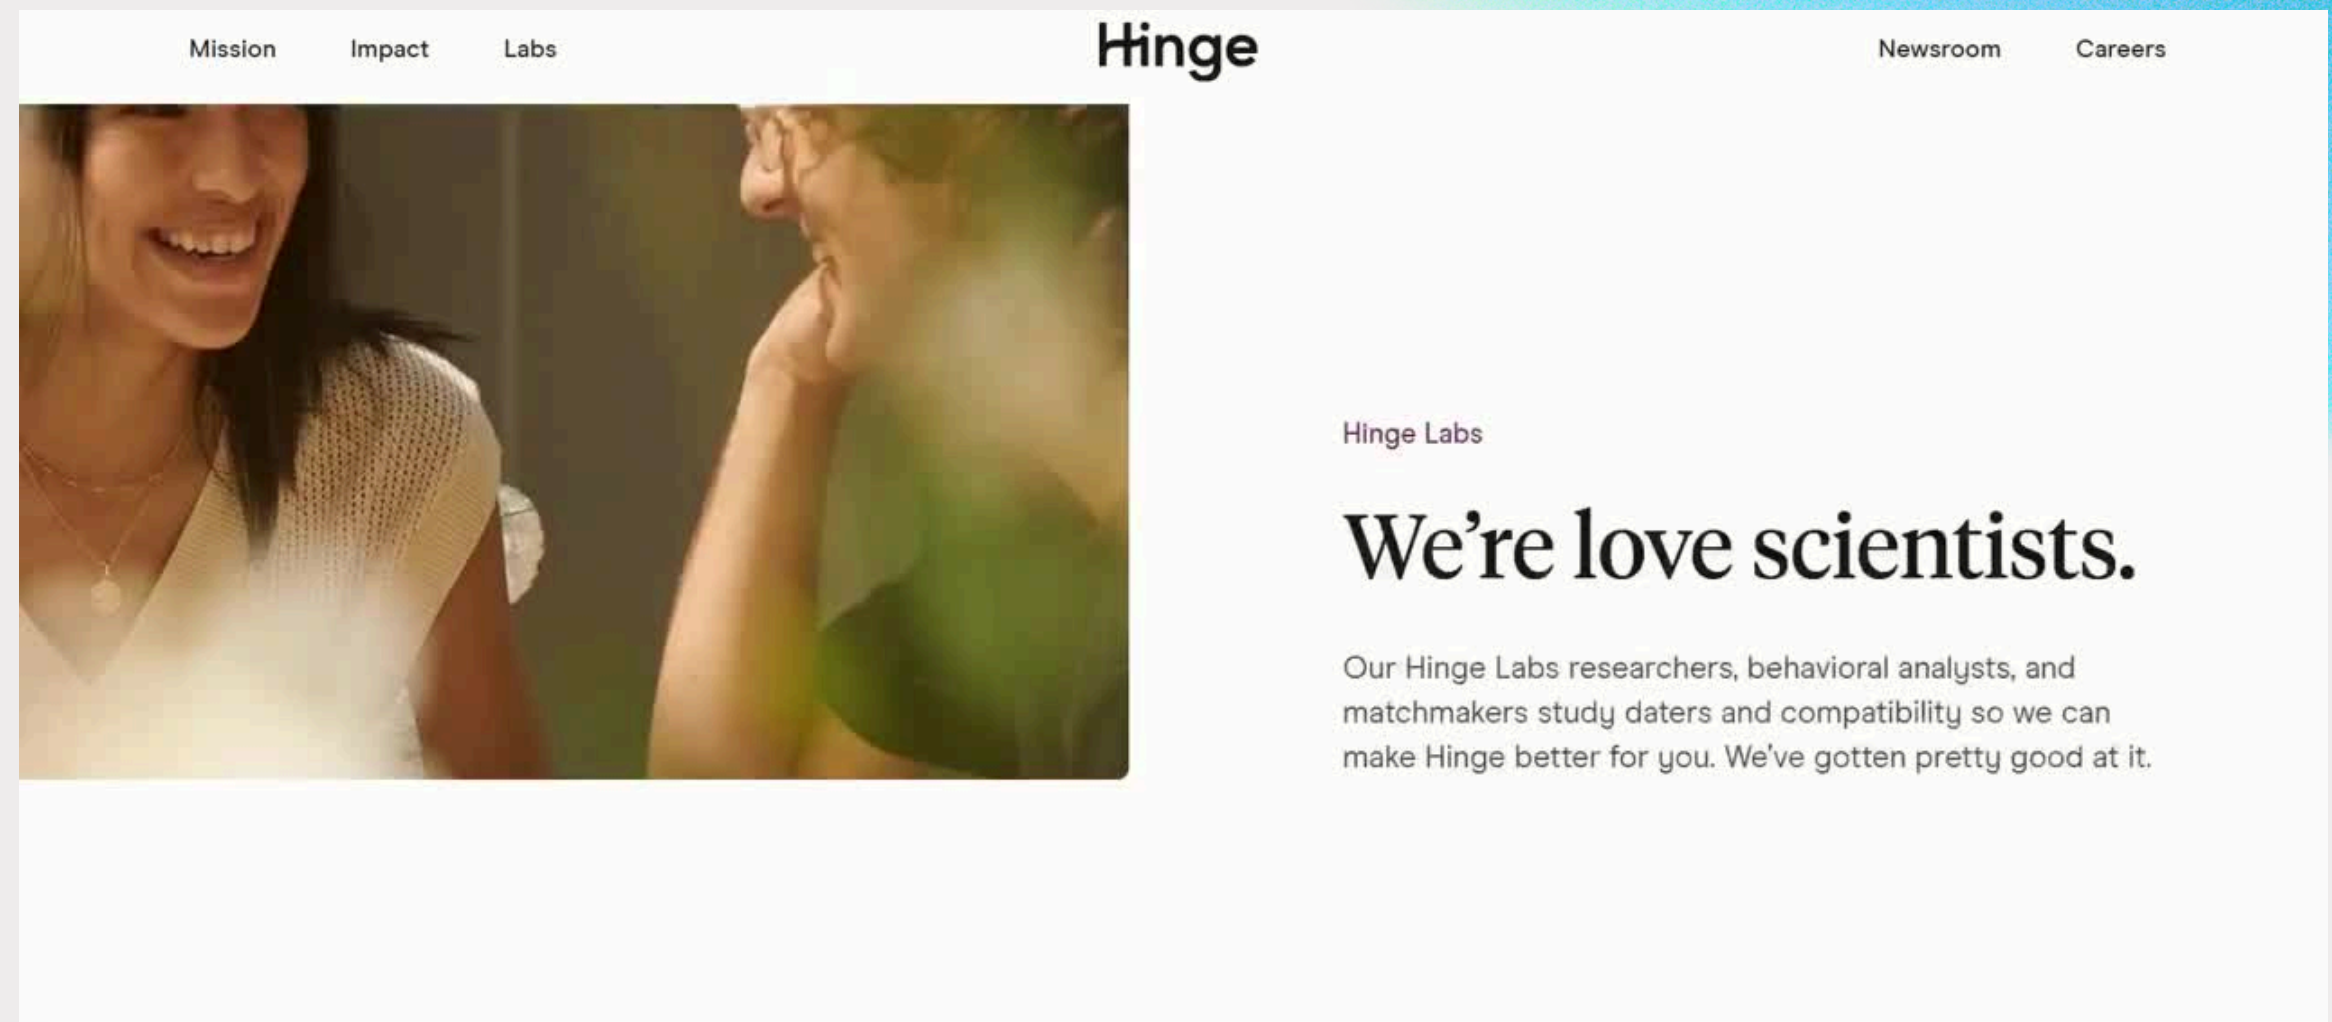 Mission Impact Labs Hinge Newsroom Careers
Hinge Labs
We're love scientists.
Our Hinge Labs researchers, behavioral analysts, and
matchmakers study daters and compatibility so we can
make Hinge better for you. We've gotten pretty good at it.